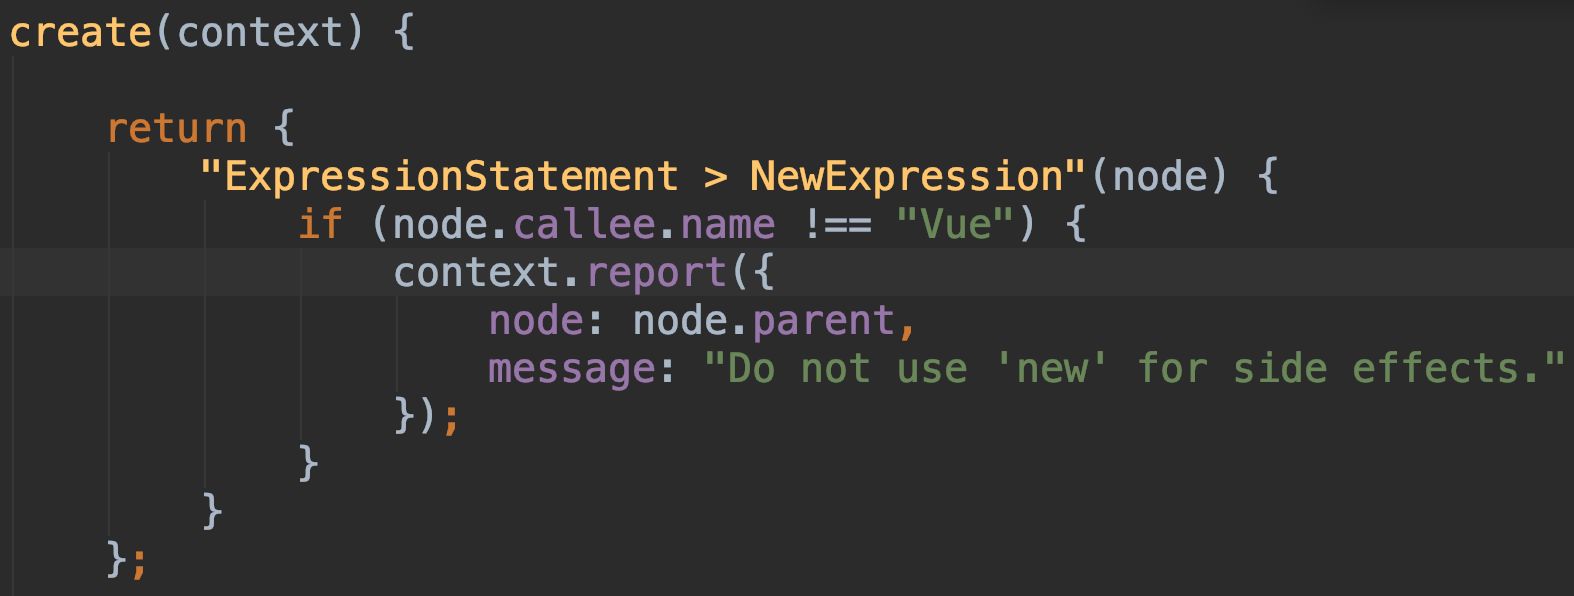 create(context) {
return {
"ExpressionStatement > NewExpression"(node) {
if (node.callee.name !== "Vue") {
context.report({
node: node.parent,
message: "Do not use 'new' for side effects."
});
}
}
};